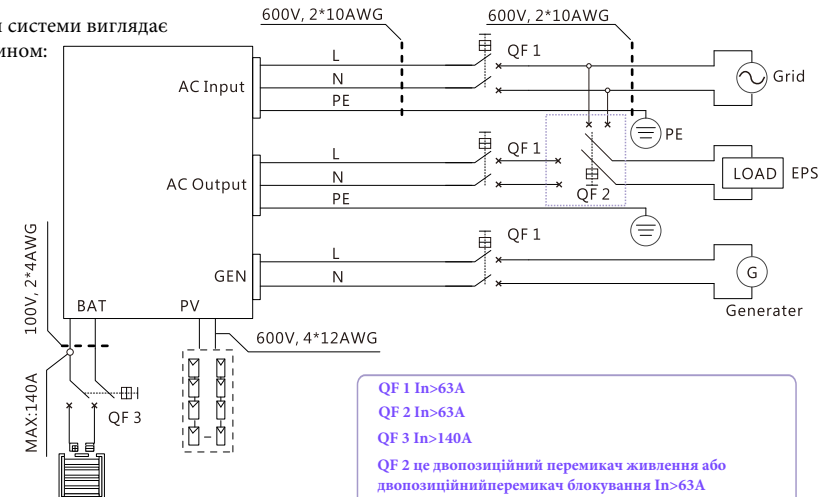 системи виглядає
ином:
600V, 2*10AWG
600V, 2*10AWG
L
QF 1
AC Input
N
Grid
PE
PE
L
QF 1
AC Output
N
LOAD
EPS
PE
QF 2
L
QF 1
GEN
N
G
Generater
100V, 2*4AWG
BAT
PV
600V, 4*12AWG
MAX:140A
QF 3
QF 1 In>63A
QF 2 In>63A
QF 3 In>140A
QF 2 це двопозиційний перемикач живлення або
двопозиційнийперемикач блокування In>63A